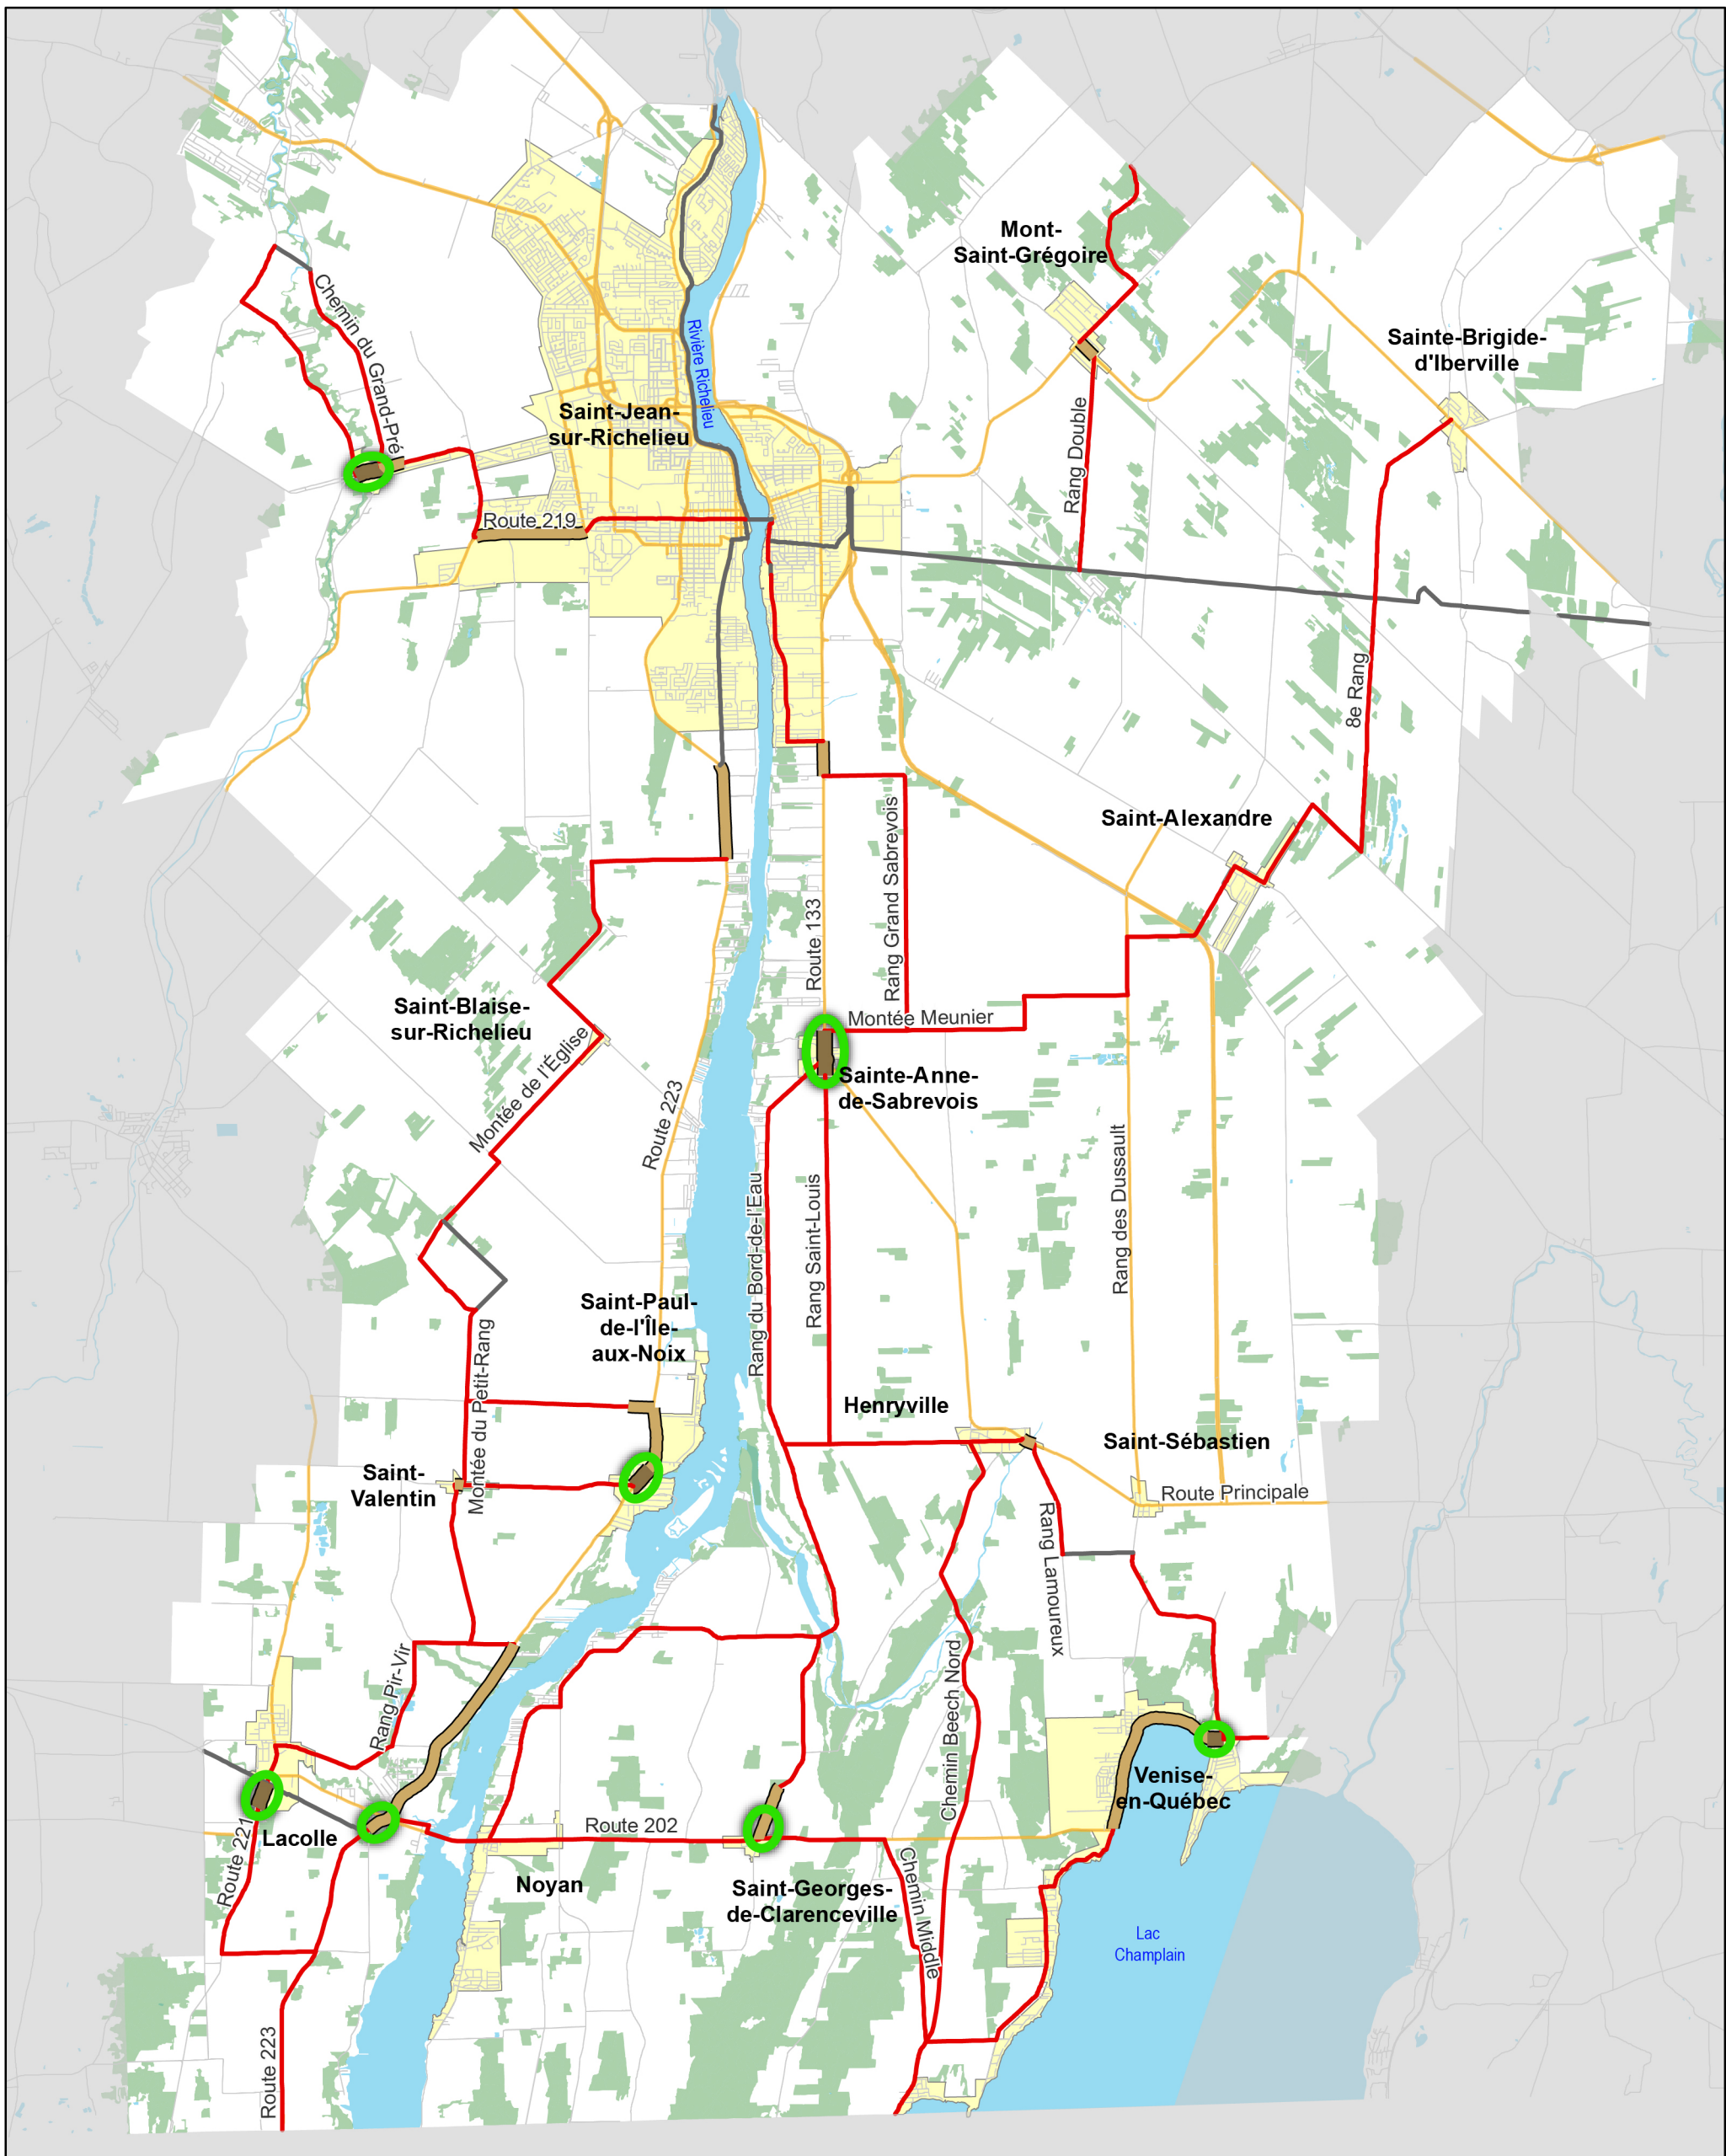 Mont-
Saint-Grégoire
Chemin du Grand-Pré
Rivière Richelieu
Sainte-Brigide-
d'Iberville
Saint-Jean-
sur-Richelieu
Rang Double
Route 219
8e Rang
Saint-Alexandre
Rang Grand Sabrevois
Route 133
Saint-Blaise-
sur-Richelieu
Montée Meunier
Montée de l'Église
Sainte-Anne-
de-Sabrevois
Route 223
Rang des Dussault
Rang du Bord-de-l'Eau
Rang Saint-Louis
Saint-Paul-
de-l'Île-
aux-Noix
Montée du Petit-Rang
Henryville
Saint-Sébastien
Saint-
Valentin
Route Principale
Rang Lamoureux
Rang Pir-Vir
Chemin Beech Nord
Venise-
en-Québec
Route 221
Lacolle
Route 202
Noyan
Saint-Georges-
de-Clarenceville
Chemin Middle
Lac
Champlain
Route 223